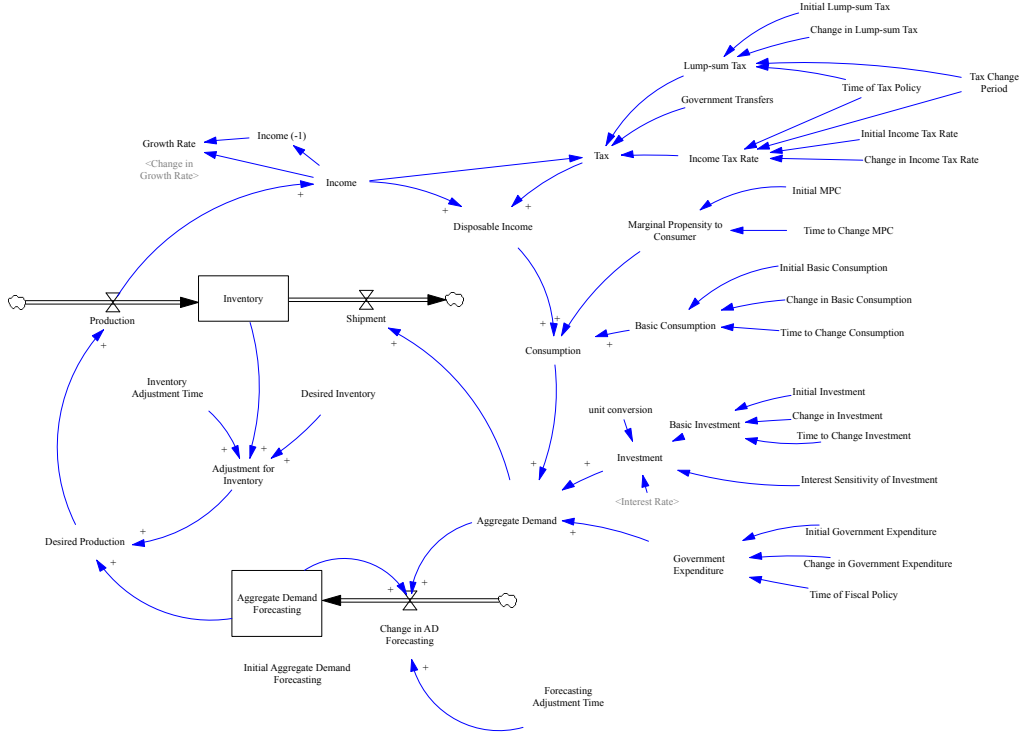 Initial Lump-sum Tax
Change in Lump-sum Tax
Lump-sum Tax
Tax Change
Period
Time of Tax Policy
Government Transfers
Growth Rate
Income (-1)
Initial Income Tax Rate
<Change in
Growth Rate>
Tax
Income Tax Rate
Change in Income Tax Rate
Income
+
Initial MPC
+
+
Disposable Income
Marginal Propensity to
Consumer
Time to Change MPC
Initial Basic Consumption
Inventory
Change in Basic Consumption
Production
Shipment
+
+
Basic Consumption
Time to Change Consumption
+
+
+
Consumption
Inventory
Adjustment Time
Desired Inventory
Initial Investment
unit conversion
Basic Investment
Change in Investment
Time to Change Investment
+
+
+
+
+
Adjustment for
Inventory
Investment
Interest Sensitivity of Investment
<Interest Rate>
Aggregate Demand
+
+
Initial Government Expenditure
Desired Production
+
Government
Expenditure
Change in Government Expenditure
+
+
Time of Fiscal Policy
Aggregate Demand
Forecasting
Change in AD
Forecasting
Initial Aggregate Demand
Forecasting
+
Forecasting
Adjustment Time